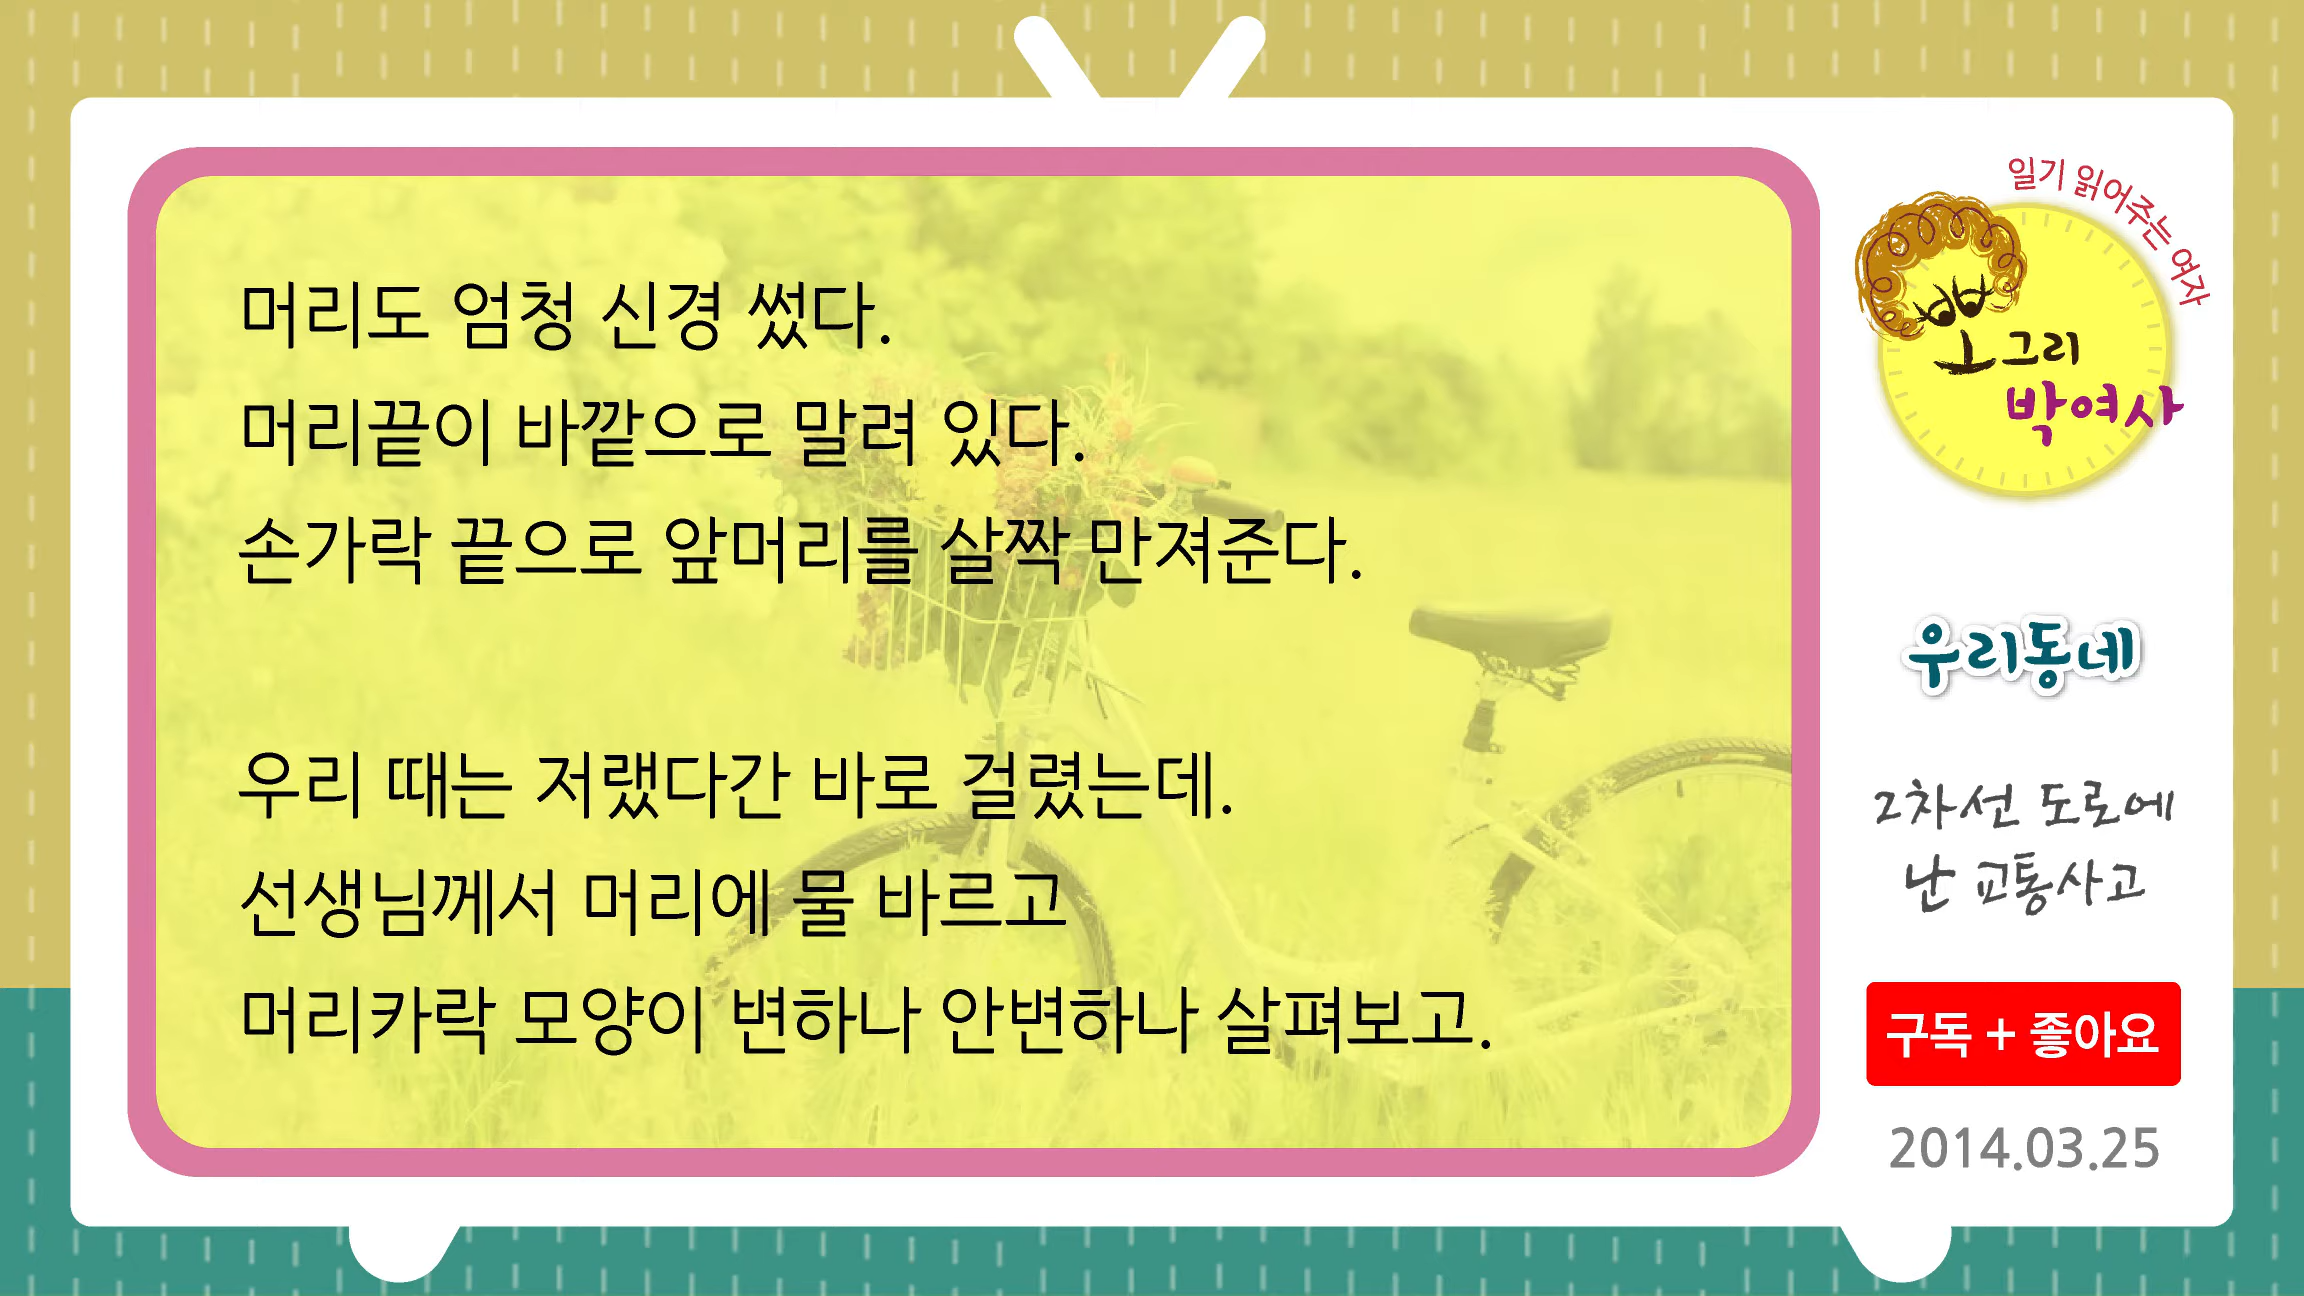 머리도 엄청 신경 썼다.
머리끝이 바깥으로 말려 있다.
손가락 끝으로 앞머리를 살짝 만져준다.
우리 때는 저랬다간 바로 걸렸는데.
선생님께서 머리에 물 바르고
머리카락 모양이 변하나 안변하나 살펴보고.
일기 읽어주는 여자
뽀그리
박여사
우리동네
2차선 도로에
난 교통사고
구독 + 좋아요
2014.03.25